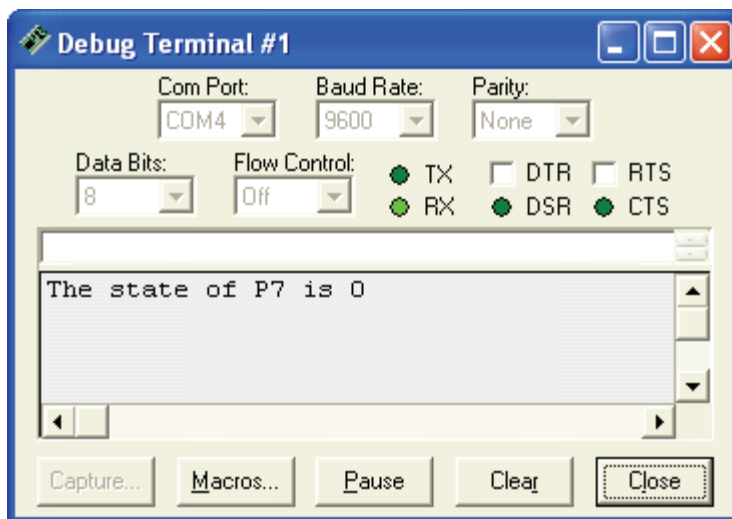 Debug Terminal #1
Com Port: Baud Rate: Parity:
COM4 9600 None
Data Bits: Flow Control: TX DTR RTS
8 Off RX DSR CTS
The state of P7 is 0
Capture... Macros... Pause Clear Close